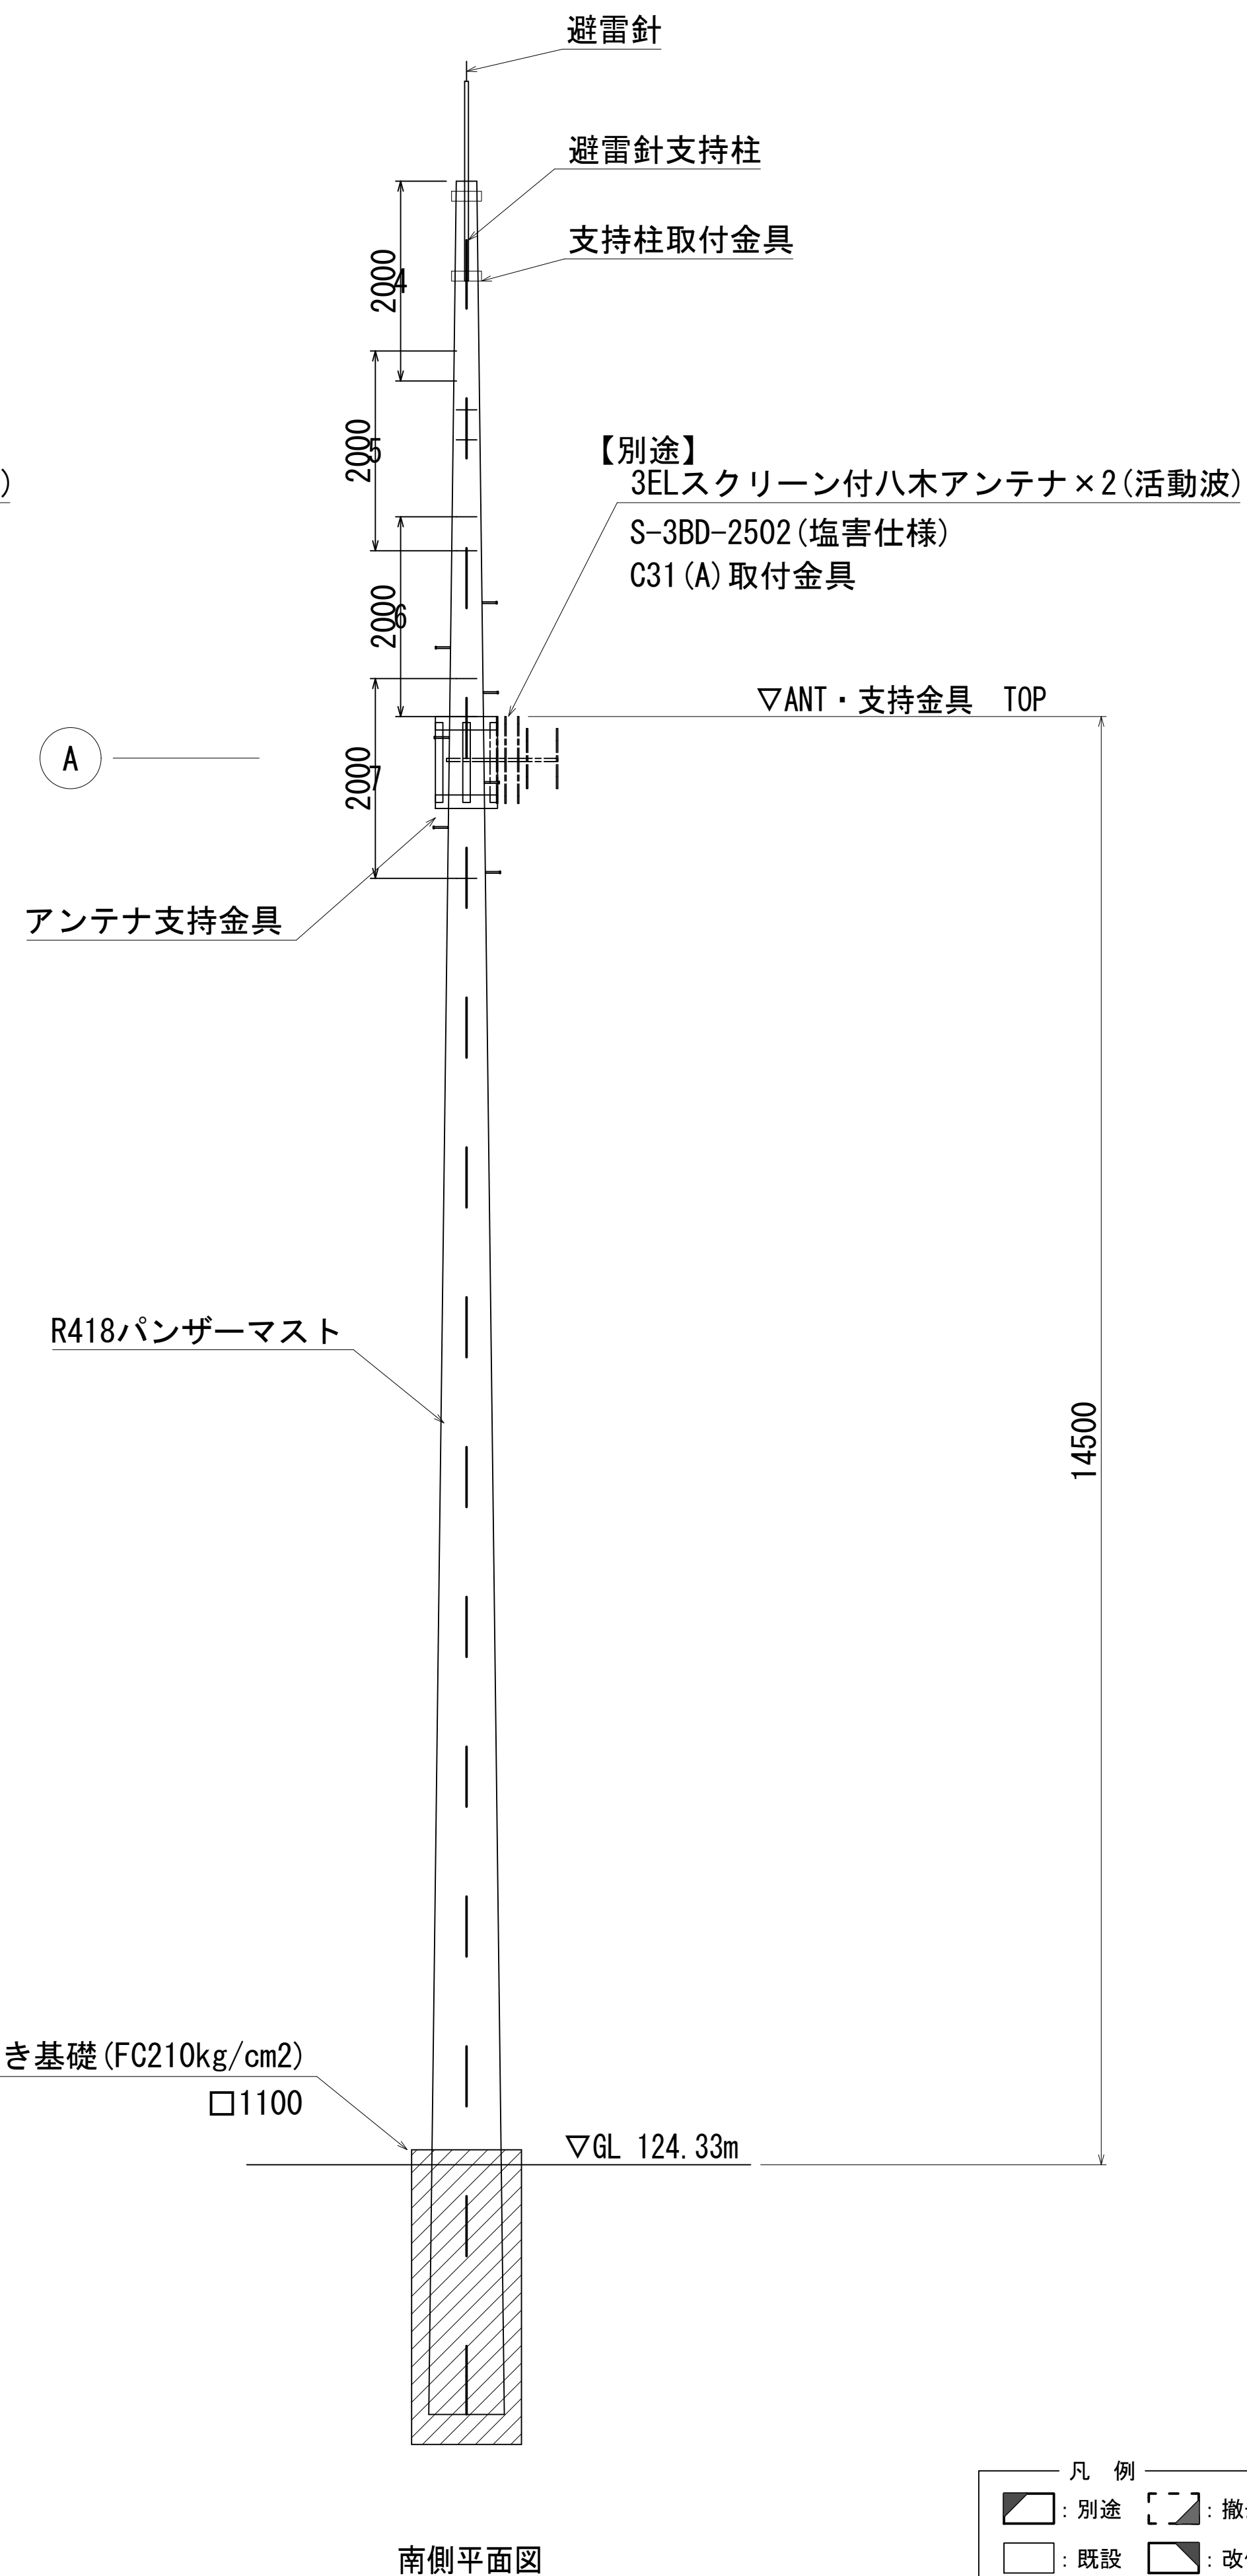 避雷針
避雷針支持柱
支持柱取付金具
2000
4
2000
5
【別途】
)
3ELスクリーン付八木アンテナ×2(活動波)
S-3BD-2502(塩害仕様)
C31(A)取付金具
2000
6
▽ANT・支持金具 TOP
A
2000
7
アンテナ支持金具
R418パンザーマスト
14500
き基礎(FC210kg/cm2)
□1100
▽GL 124.33m
凡 例
:別途
:既設
南側平面図